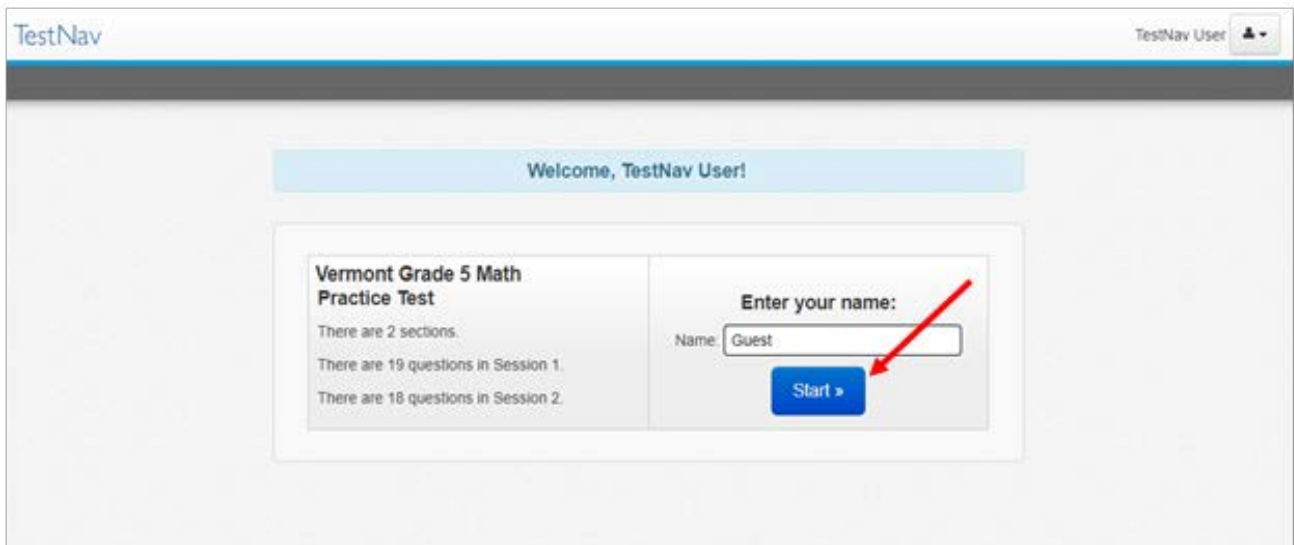 TestNav
TestNav User
Welcome, TestNav User!
Vermont Grade 5 Math
Practice Test
There are 2 sections.
There are 19 questions in Session 1.
There are 18 questions in Session 2.
Enter your name:
Name: Guest
Start »